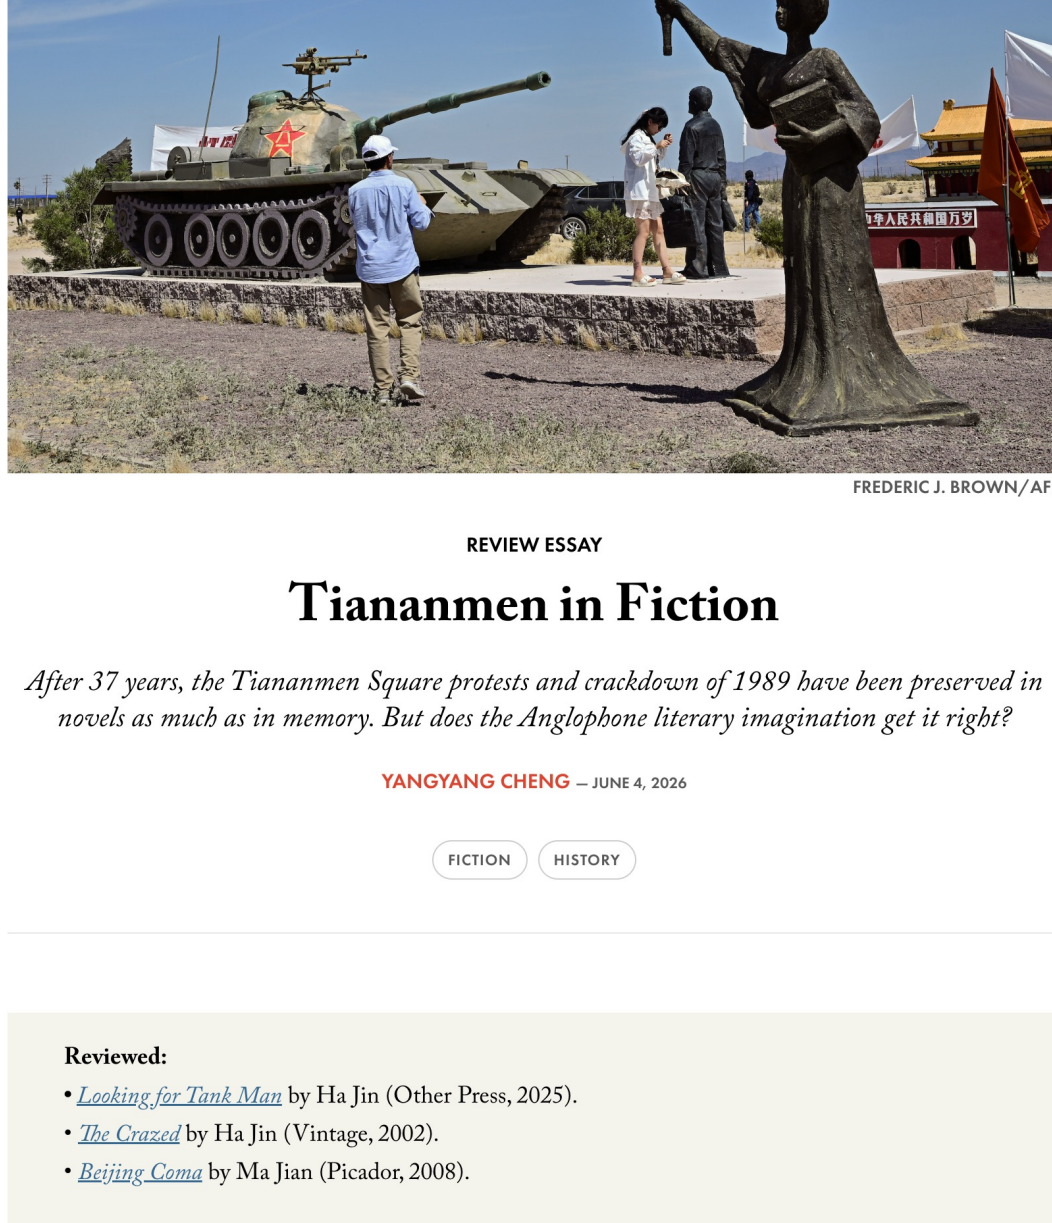 华人民共和国万岁
FREDERIC J. BROWN/AF
REVIEW ESSAY
Tiananmen in Fiction
After 37 years, the Tiananmen Square protests and crackdown of 1989 have been preserved in
novels as much as in memory. But does the Anglophone literary imagination get it right?
YANGYANG CHENG — JUNE 4, 2026
FICTION HISTORY
Reviewed:
• Looking for Tank Man by Ha Jin (Other Press, 2025).
• The Crazed by Ha Jin (Vintage, 2002).
• Beijing Coma by Ma Jian (Picador, 2008).